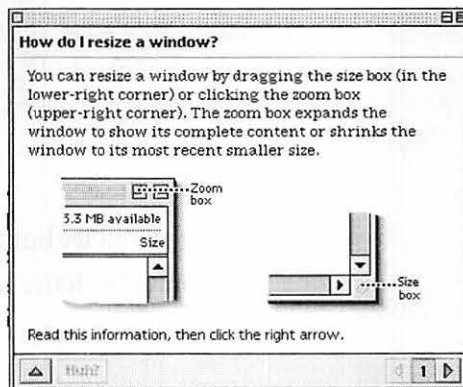 How do I resize a window?
You can resize a window by dragging the size box (in the
lower-right corner) or clicking the zoom box
(upper-right corner). The zoom box expands the
window to show its complete content or shrinks the
window to its most recent smaller size.
Zoom
box
3.3 MB available
Size
Size
box
Read this information, then click the right arrow.
Huh?
1